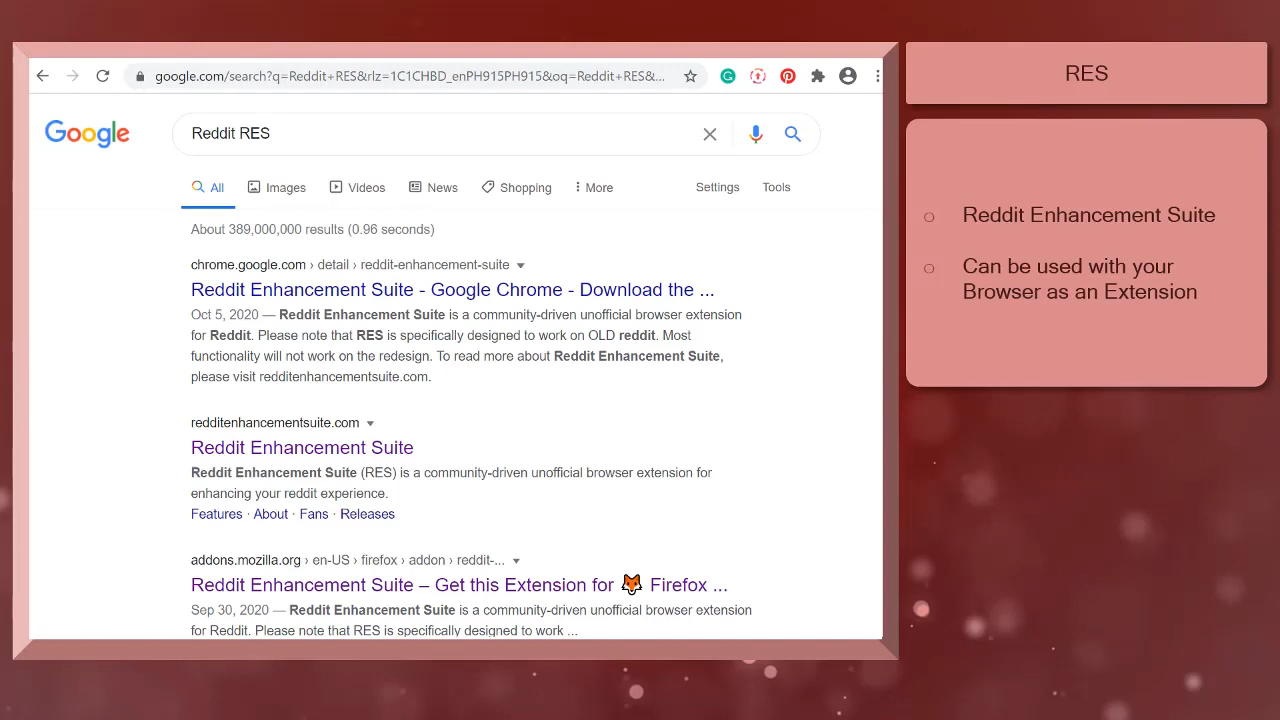 google.com/search?q=Reddit+RES&rlz=1C1CHBD_enPH915PH915&oq=Reddit+RES&...
Google
Reddit RES
All Images Videos News Shopping More Settings Tools
About 389,000,000 results (0.96 seconds)
chrome.google.com › detail › reddit-enhancement-suite
Reddit Enhancement Suite - Google Chrome - Download the ...
Oct 5, 2020 — Reddit Enhancement Suite is a community-driven unofficial browser extension
for Reddit. Please note that RES is specifically designed to work on OLD reddit. Most
functionality will not work on the redesign. To read more about Reddit Enhancement Suite,
please visit redditenhancementsuite.com.
redditenhancementsuite.com
Reddit Enhancement Suite
Reddit Enhancement Suite (RES) is a community-driven unofficial browser extension for
enhancing your reddit experience.
Features · About · Fans · Releases
addons.mozilla.org › en-US › firefox › addon › reddit-...
Reddit Enhancement Suite – Get this Extension for 🦊 Firefox ...
Sep 30, 2020 — Reddit Enhancement Suite is a community-driven unofficial browser extension
for Reddit. Please note that RES is specifically designed to work ...
RES
○ Reddit Enhancement Suite
○ Can be used with your
Browser as an Extension